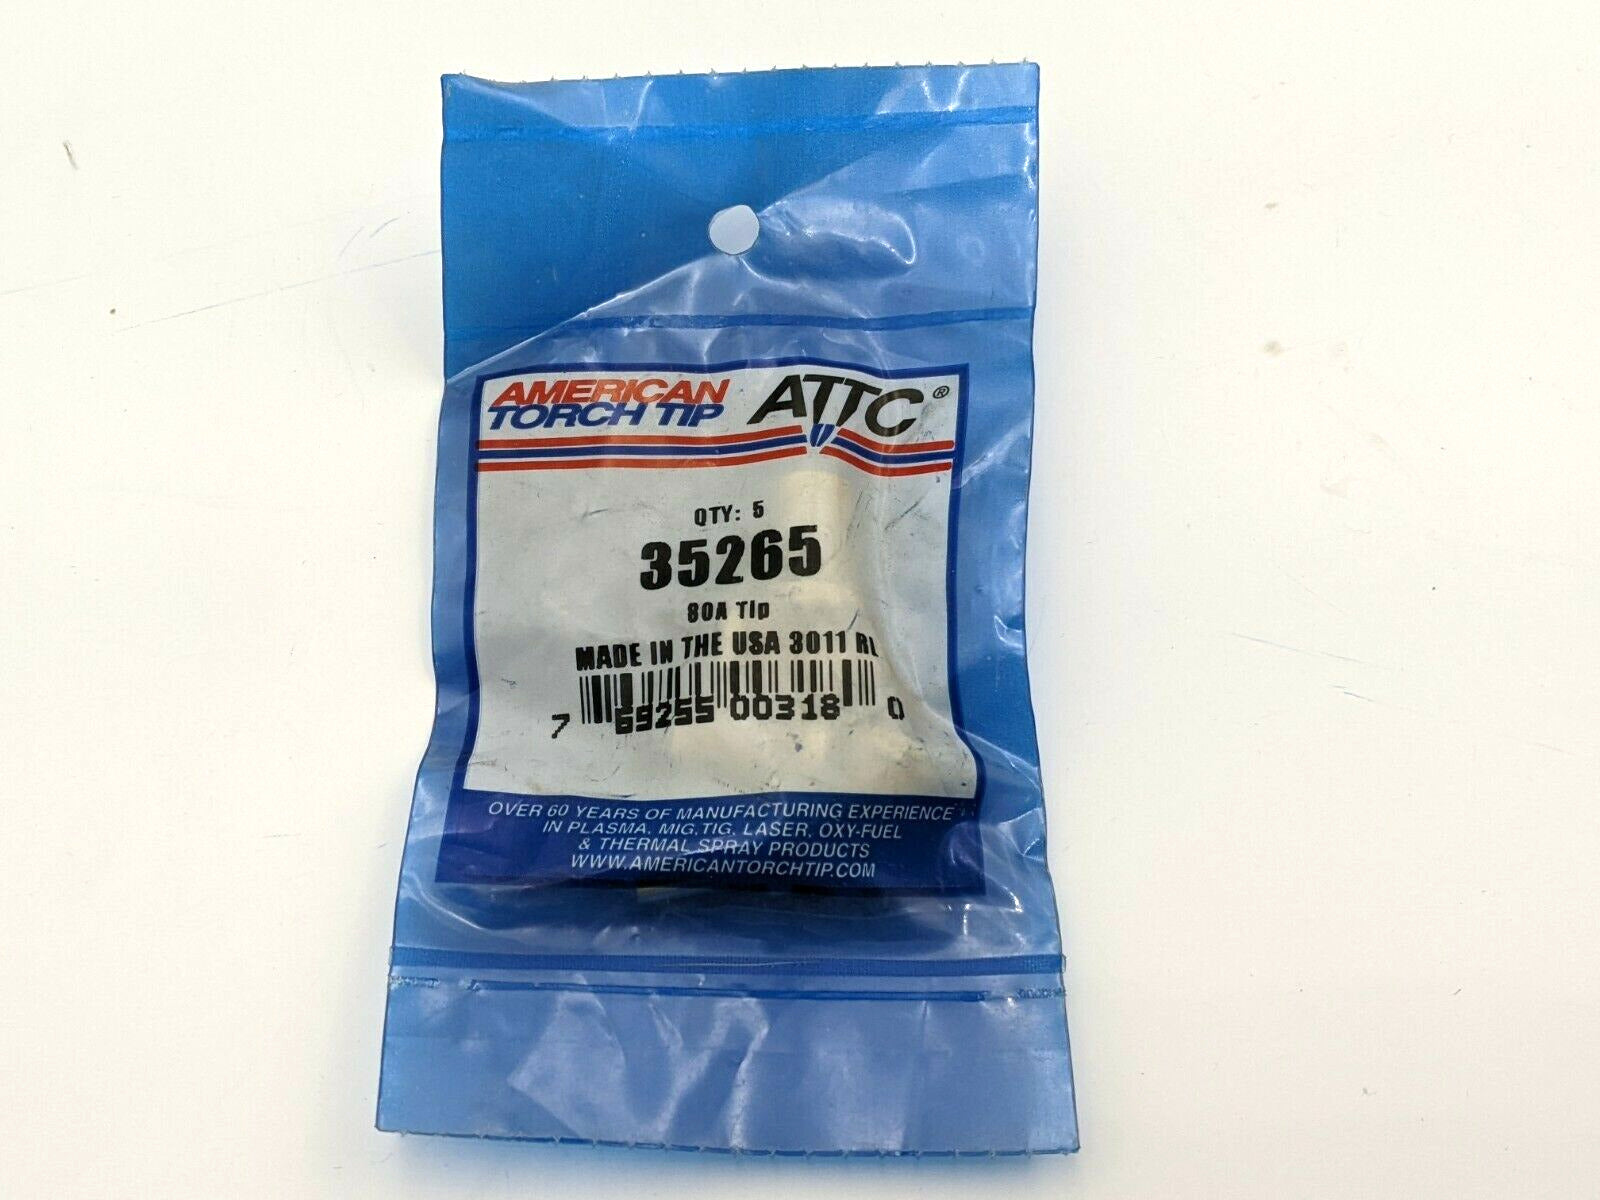 AMERICAN
TORCH TIP
ATTC®
QTY: 5
35265
80A Tip
MADE IN THE USA 3011 RL
7 69255 00318 0
OVER 60 YEARS OF MANUFACTURING EXPERIENCE
IN PLASMA, MIG, TIG, LASER, OXY-FUEL
& THERMAL SPRAY PRODUCTS
WWW.AMERICANTORCHTIP.COM